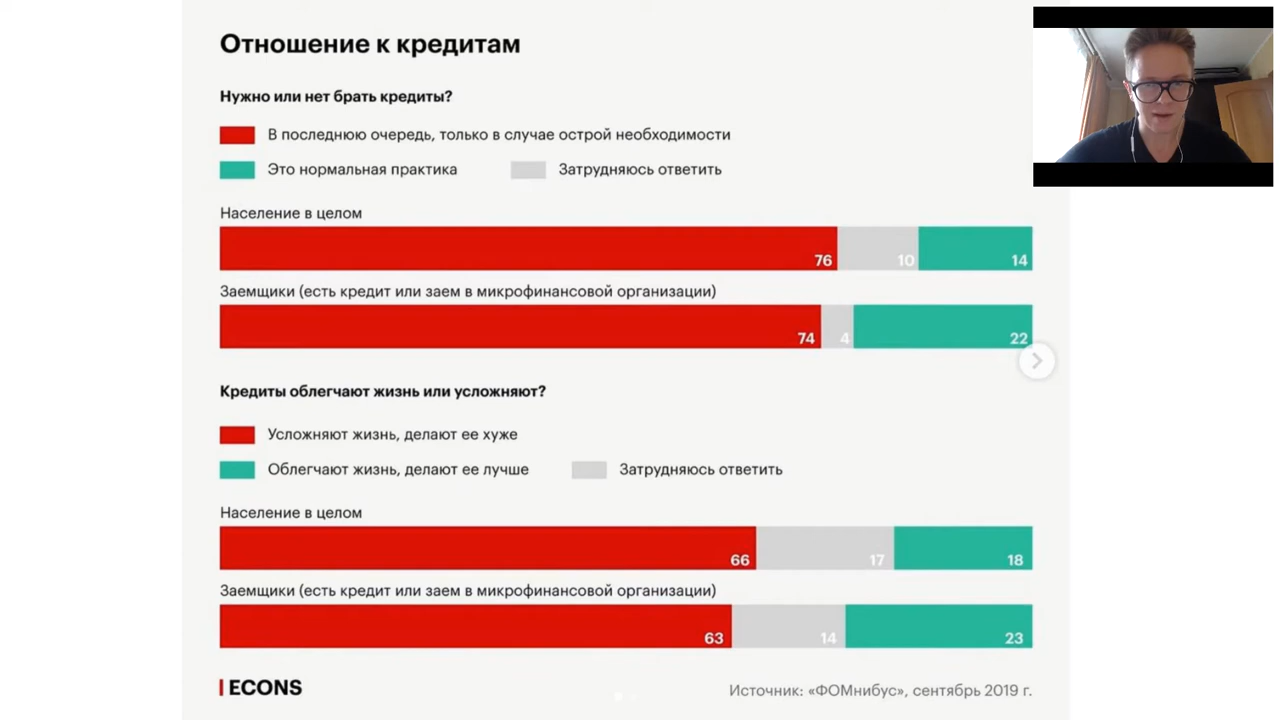 Отношение к кредитам
Нужно или нет брать кредиты?
В последнюю очередь, только в случае острой необходимости
Это нормальная практика
Затрудняюсь ответить
Население в целом
76 10 14
Заемщики (есть кредит или заем в микрофинансовой организации)
74 4 22
Кредиты облегчают жизнь или усложняют?
Усложняют жизнь, делают ее хуже
Облегчают жизнь, делают ее лучше
Затрудняюсь ответить
Население в целом
66 17 18
Заемщики (есть кредит или заем в микрофинансовой организации)
63 14 23
ECONS
Источник: «ФОМнибус», сентябрь 2019 г.